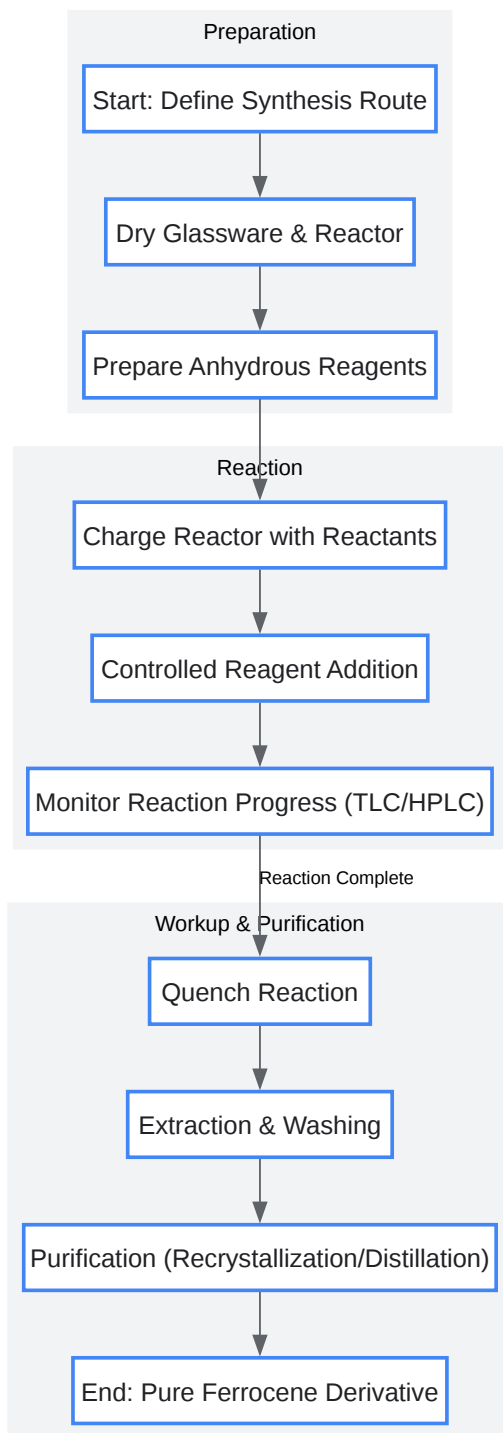 Preparation
Start: Define Synthesis Route
Dry Glassware & Reactor
Prepare Anhydrous Reagents
Reaction
Charge Reactor with Reactants
Controlled Reagent Addition
Monitor Reaction Progress (TLC/HPLC)
Reaction Complete
Workup & Purification
Quench Reaction
Extraction & Washing
Purification (Recrystallization/Distillation)
End: Pure Ferrocene Derivative